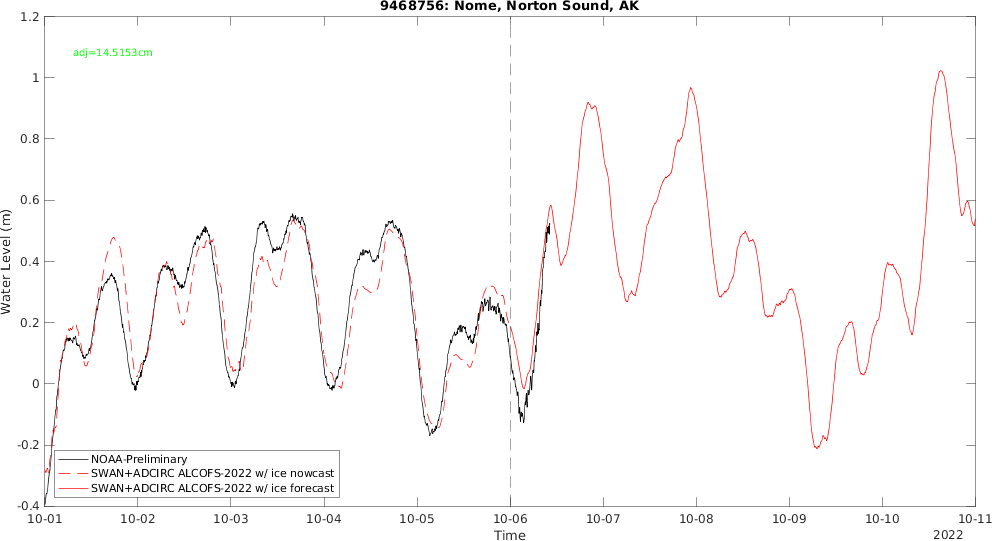 9468756: Nome, Norton Sound, AK
adj=14.5153cm
1.2
1
0.8
0.6
0.4
0.2
0
-0.2
-0.4
Water Level (m)
NOAA-Preliminary
SWAN+ADCIRC ALCOFS-2022 w/ ice nowcast
SWAN+ADCIRC ALCOFS-2022 w/ ice forecast
10-01 10-02 10-03 10-04 10-05 10-06 10-07 10-08 10-09 10-10 10-11
Time
2022